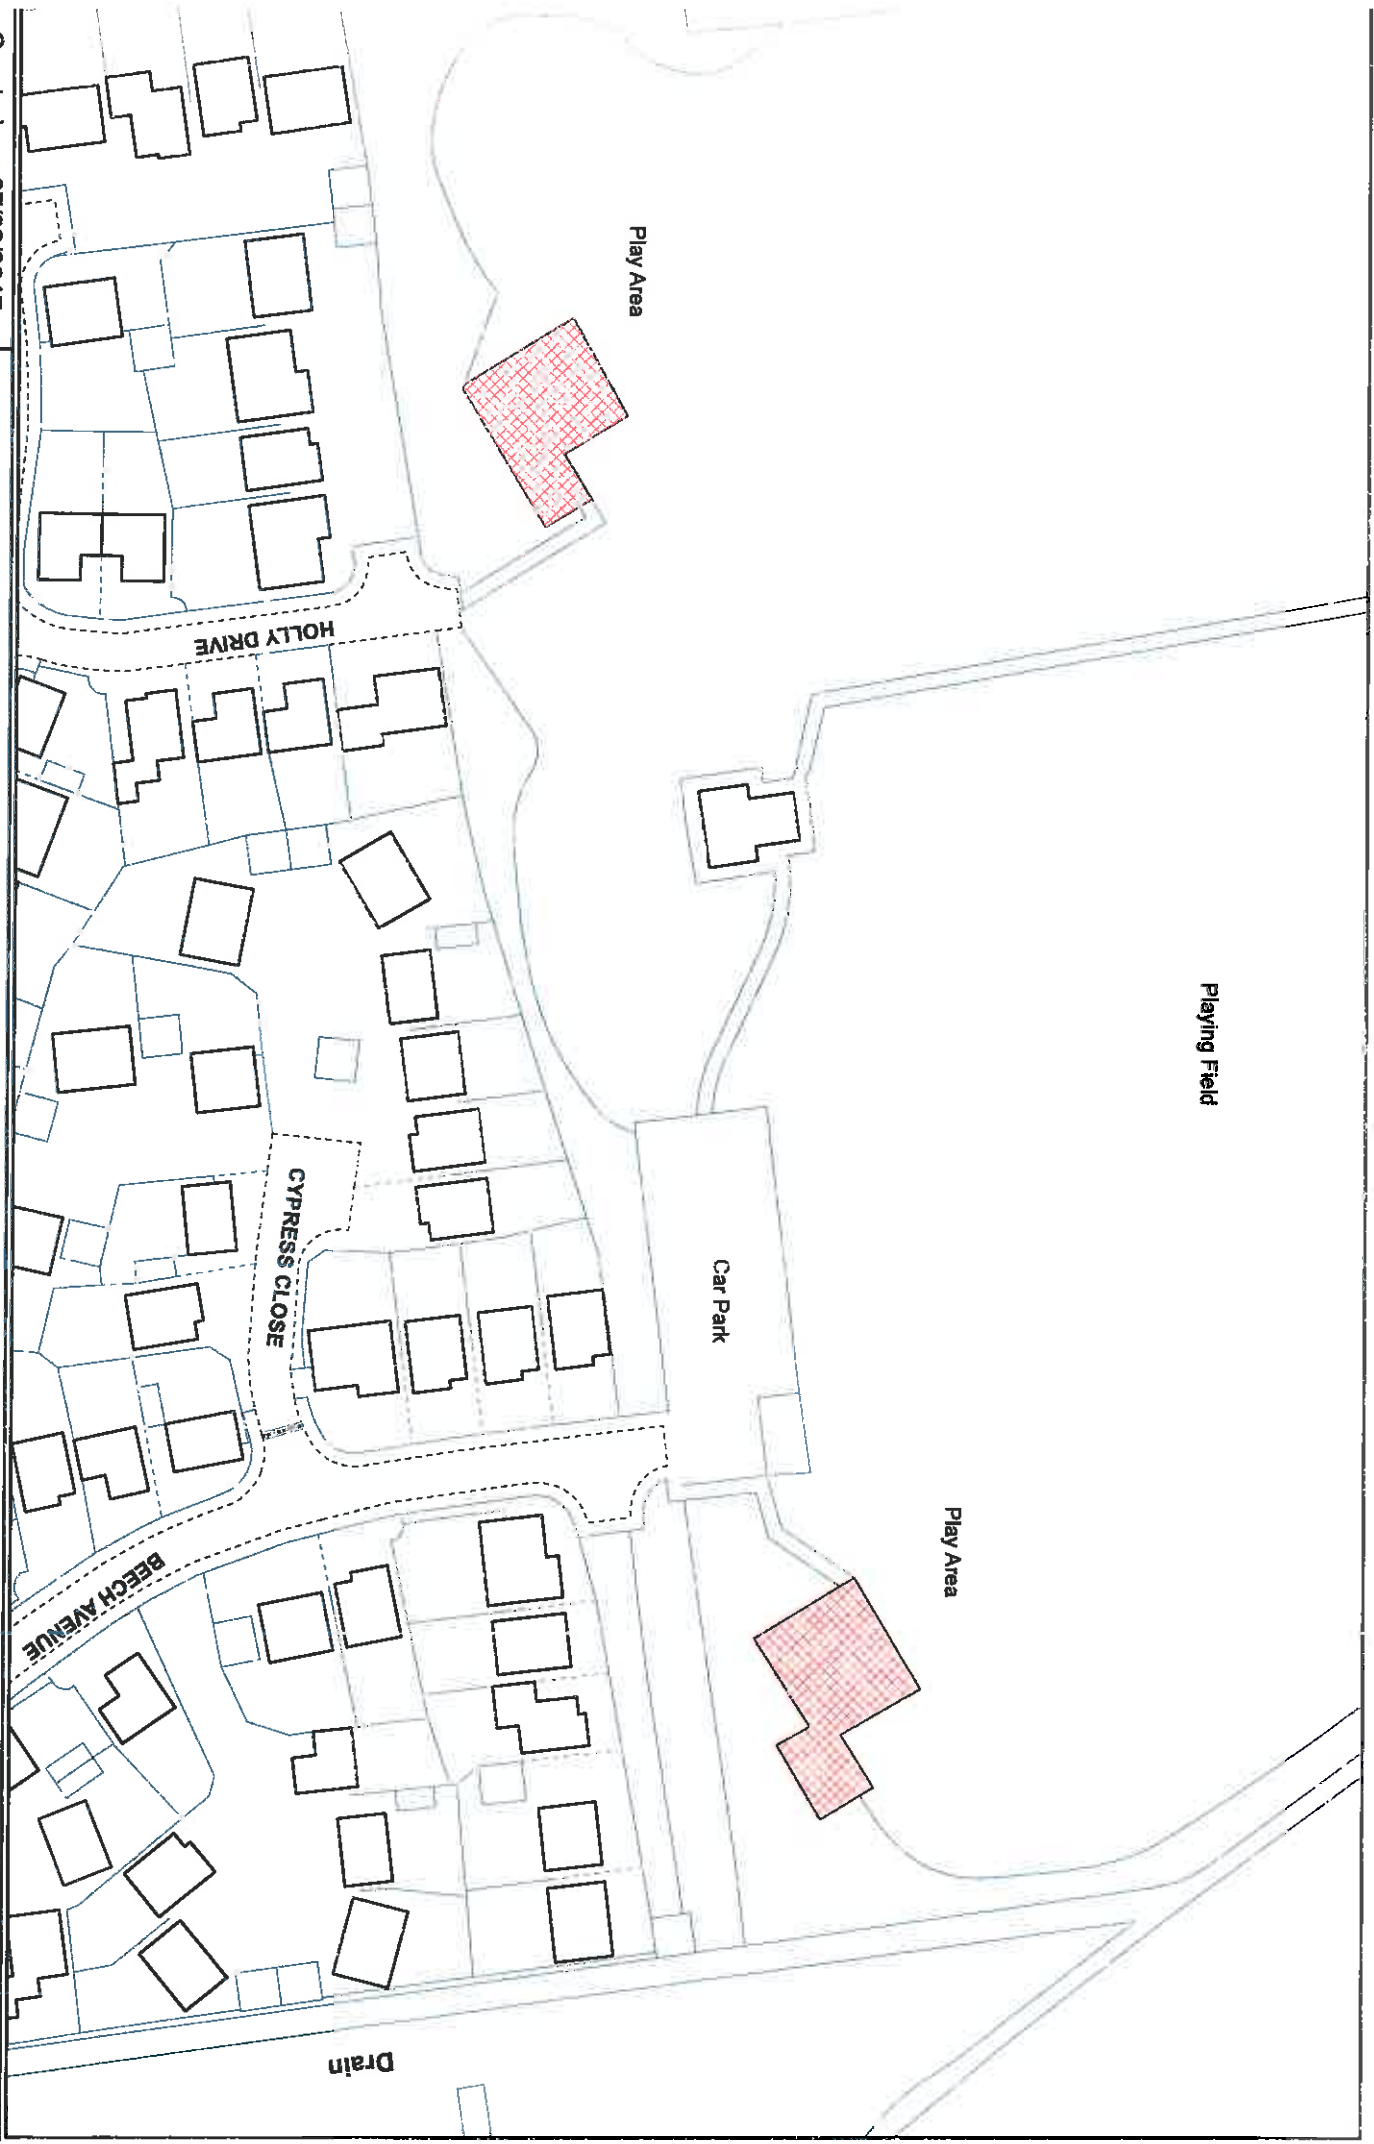 Play Area
Playing Field
HOLLY DRIVE
Car Park
CYPRESS CLOSE
Play Area
BEECH AVENUE
Drain